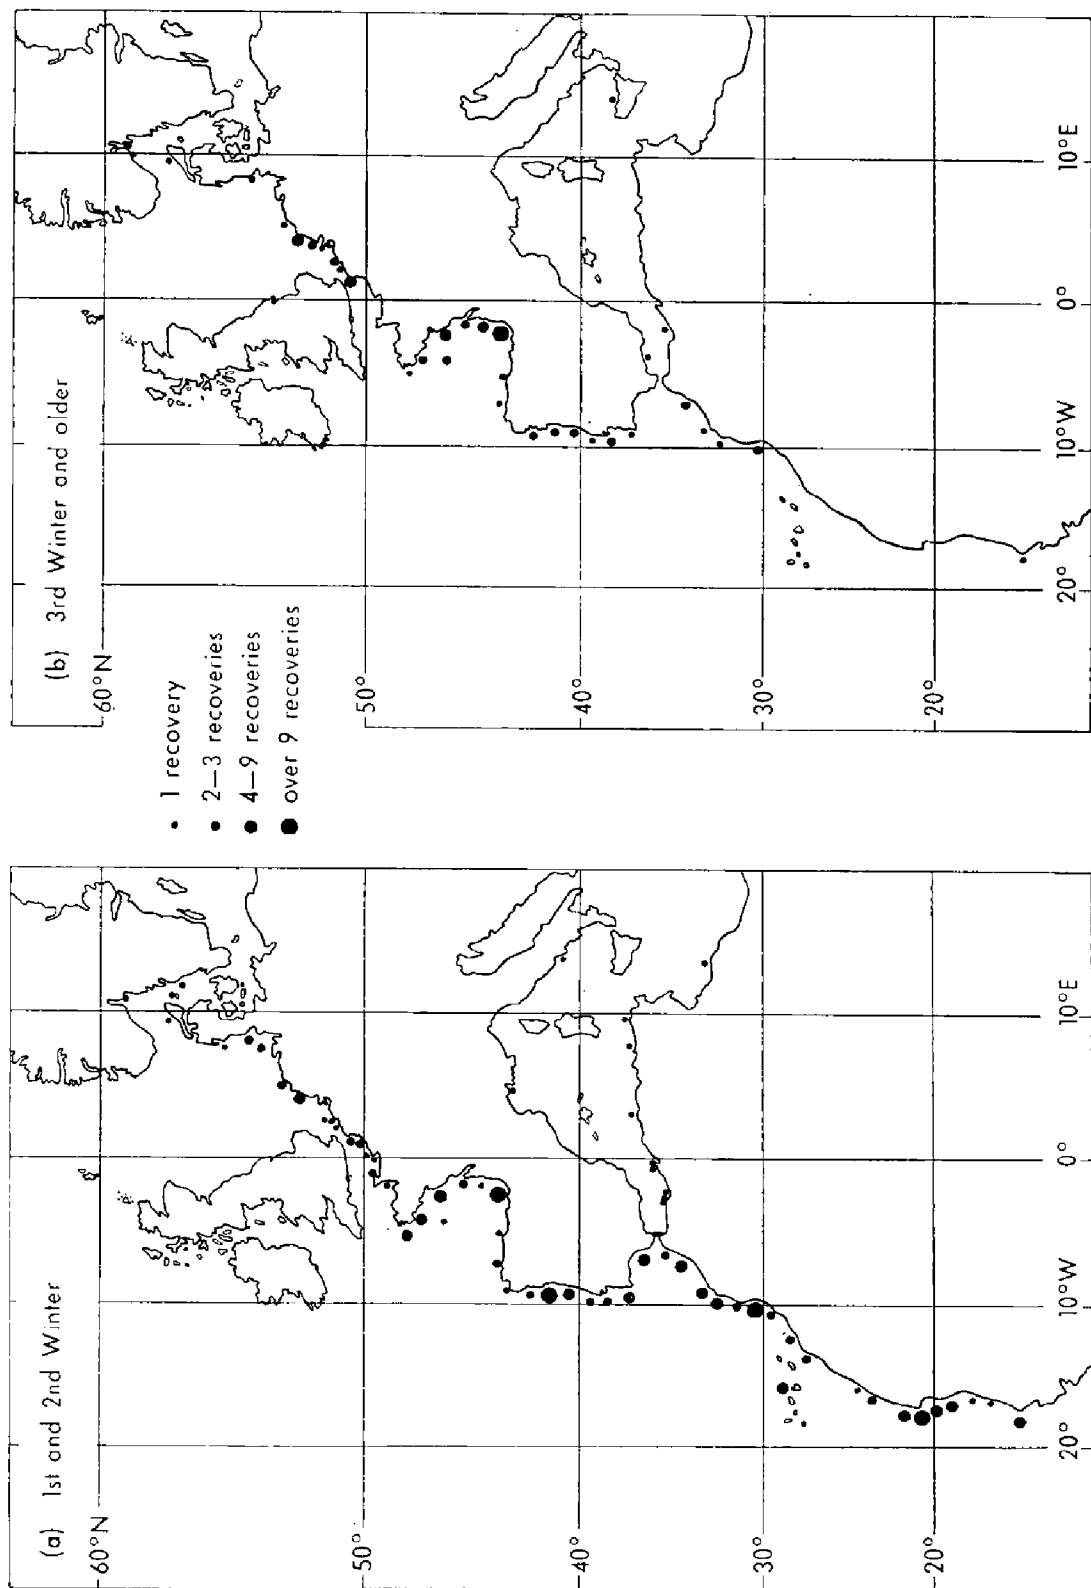 (a) 1st and 2nd Winter
60°N
50°
40°
30°
20°
20°
10°W
0°
10°E
• 1 recovery
• 2–3 recoveries
• 4–9 recoveries
• over 9 recoveries
(b) 3rd Winter and older
60°N
50°
40°
30°
20°
20°
10°W
0°
10°E